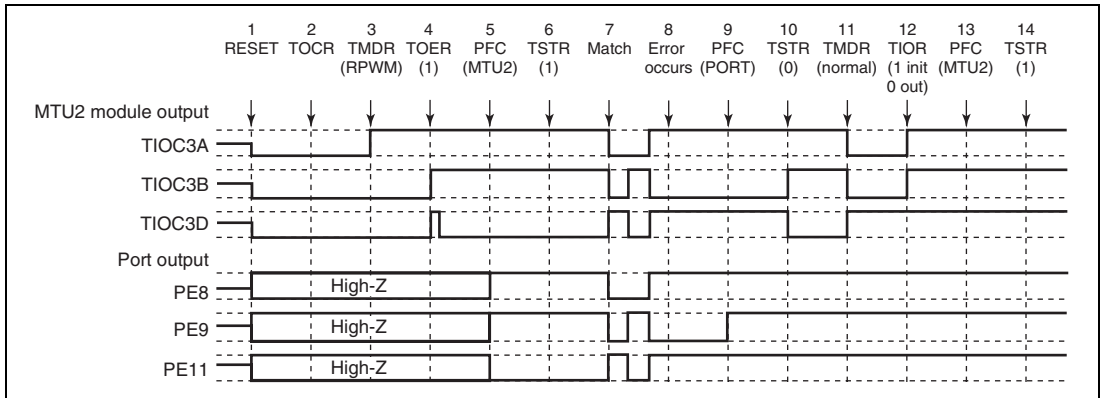 1 2 3 4 5 6 7 8 9 10 11 12 13 14
RESET TOCR TMDR TOER PFC TSTR Match Error PFC TSTR TMDR TIOR PFC TSTR
(RPWM) (1) (MTU2) (1) occurs (PORT) (0) (normal) (1 init (MTU2) (1)
0 out)
MTU2 module output
TIOC3A
TIOC3B
TIOC3D
Port output
PE8 High-Z
PE9 High-Z
PE11 High-Z